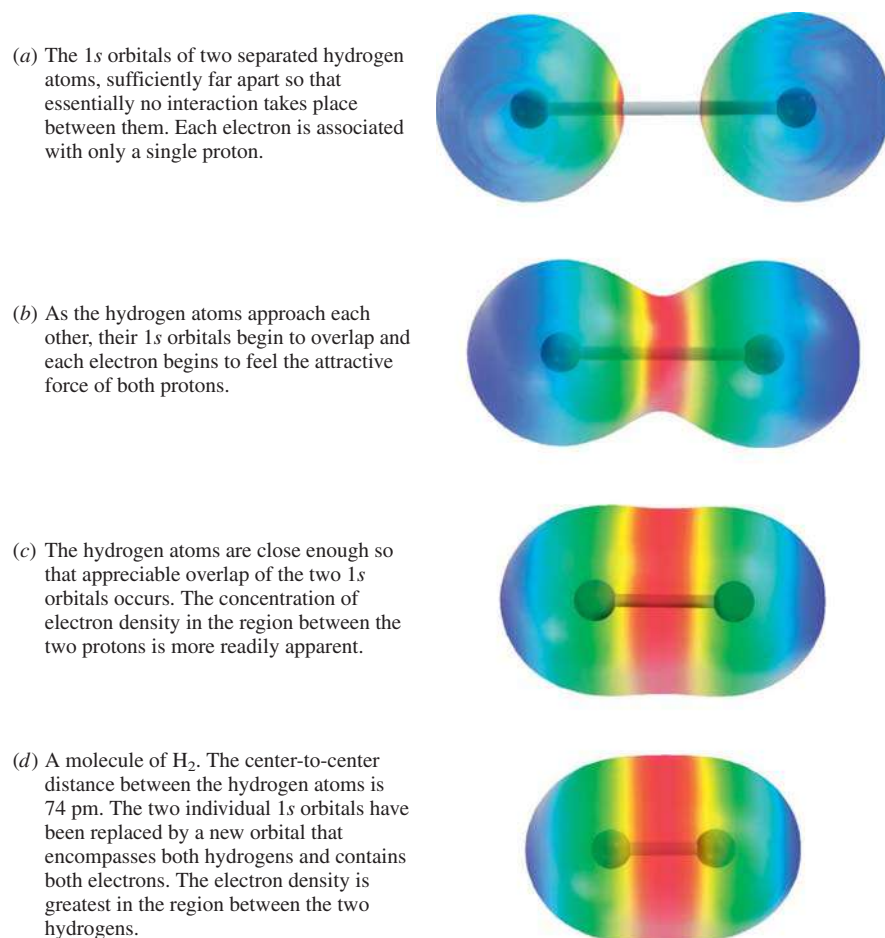 (a) The 1s orbitals of two separated hydrogen
atoms, sufficiently far apart so that
essentially no interaction takes place
between them. Each electron is associated
with only a single proton.
(b) As the hydrogen atoms approach each
other, their 1s orbitals begin to overlap and
each electron begins to feel the attractive
force of both protons.
(c) The hydrogen atoms are close enough so
that appreciable overlap of the two 1s
orbitals occurs. The concentration of
electron density in the region between the
two protons is more readily apparent.
(d) A molecule of H₂. The center-to-center
distance between the hydrogen atoms is
74 pm. The two individual 1s orbitals have
been replaced by a new orbital that
encompasses both hydrogens and contains
both electrons. The electron density is
greatest in the region between the two
hydrogens.